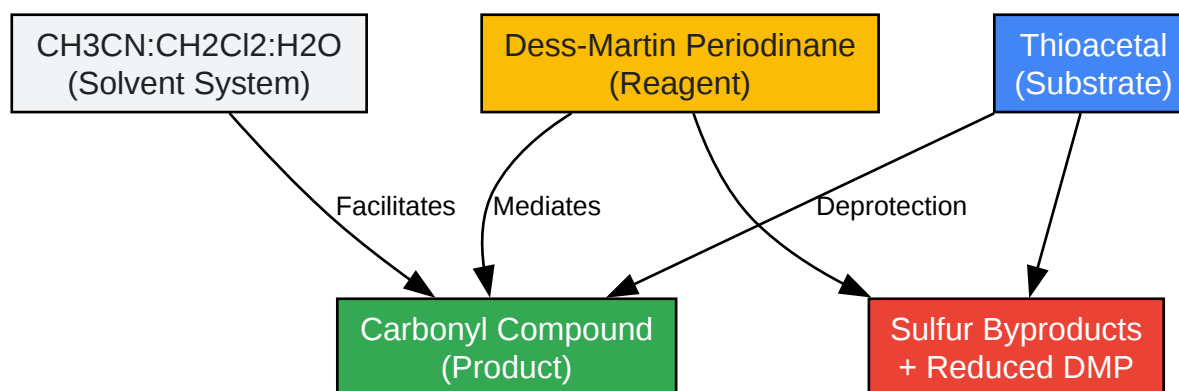 CH3CN:CH2Cl2:H2O
(Solvent System)
Dess-Martin Periodinane
(Reagent)
Thioacetal
(Substrate)
Facilitates
Mediates
Deprotection
Carbonyl Compound
(Product)
Sulfur Byproducts
+ Reduced DMP